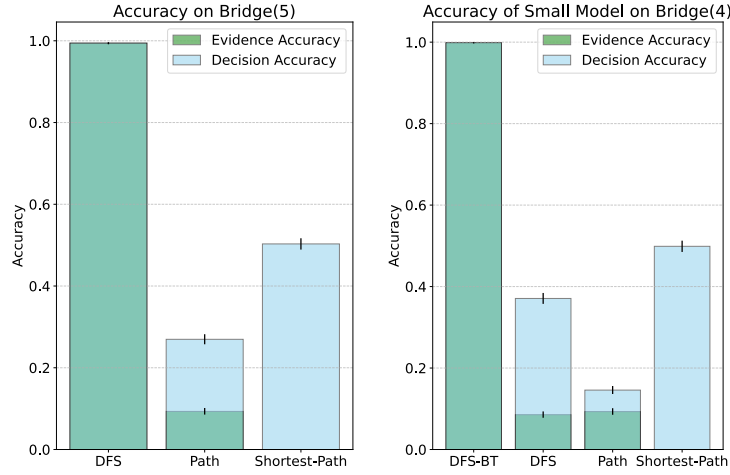 Accuracy on Bridge(5)
Evidence Accuracy
Decision Accuracy
Accuracy
1.0
0.8
0.6
0.4
0.2
0.0
DFS Path Shortest-Path
Accuracy of Small Model on Bridge(4)
Evidence Accuracy
Decision Accuracy
Accuracy
1.0
0.8
0.6
0.4
0.2
0.0
DFS-BT DFS Path Shortest-Path